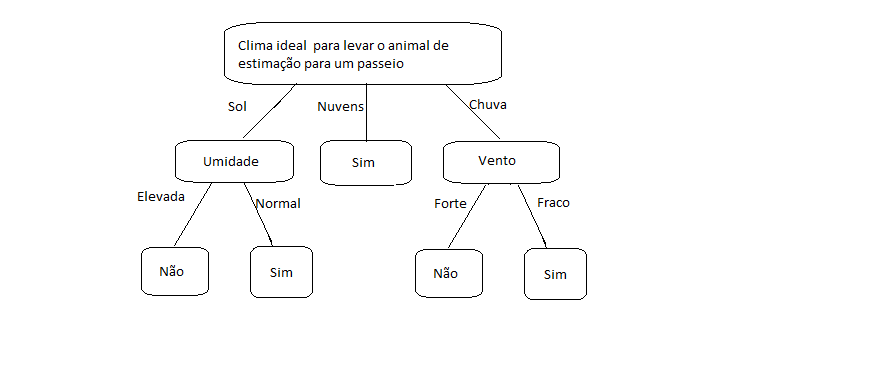 Clima ideal para levar o animal de
estimação para um passeio
Sol
Nuvens
Chuva
Umidade
Sim
Vento
Elevada
Normal
Forte
Fraco
Não
Sim
Não
Sim